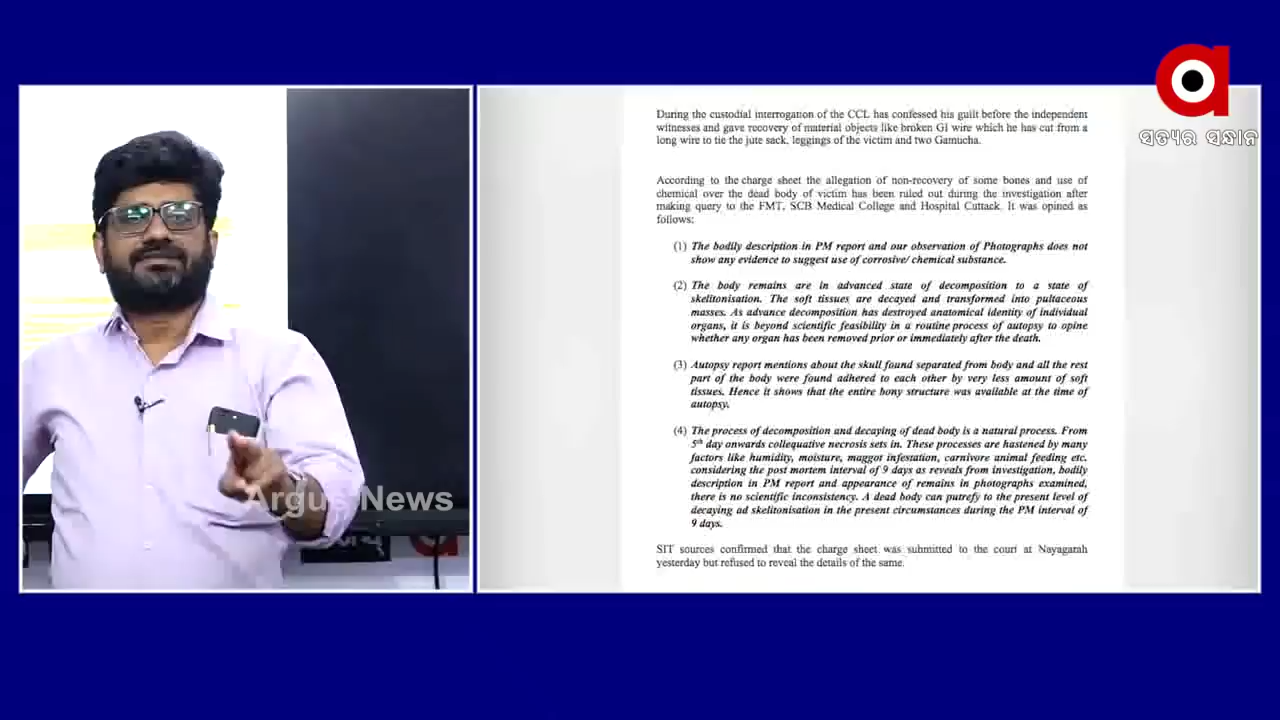 ସତ୍ୟର ସନ୍ଧାନ
During the custodial interrogation of the CCL has confessed his guilt before the independent
witnesses and gave recovery of material objects like broken GI wire which he has cut from a
long wire to tie the jute sack, leggings of the victim and two Gamucha.
According to the charge sheet the allegation of non-recovery of some bones and use of
chemical over the dead body of victim has been ruled out during the investigation after
making query to the FMT, SCB Medical College and Hospital Cuttack. It was opined as
follows:
(1) The bodily description in PM report and our observation of Photographs does not
show any evidence to suggest use of corrosive/ chemical substance.
(2) The body remains are in advanced state of decomposition to a state of
skelitonisation. The soft tissues are decayed and transformed into pultaceous
masses. As advance decomposition has destroyed anatomical identity of individual
organs, it is beyond scientific feasibility in a routine process of autopsy to opine
whether any organ has been removed prior or immediately after the death.
(3) Autopsy report mentions about the skull found separated from body and all the rest
part of the body were found adhered to each other by very less amount of soft
tissues. Hence it shows that the entire bony structure was available at the time of
autopsy.
(4) The process of decomposition and decaying of dead body is a natural process. From
5th day onwards collequative necrosis sets in. These processes are hastened by many
factors like humidity, moisture, maggot infestation, carnivore animal feeding etc.
considering the post mortem interval of 9 days as reveals from investigation, bodily
description in PM report and appearance of remains in photographs examined,
there is no scientific inconsistency. A dead body can putrefy to the present level of
decaying ad skelitonisation in the present circumstances during the PM interval of
9 days.
SIT sources confirmed that the charge sheet was submitted to the court at Nayagarah
yesterday but refused to reveal the details of the same.
Argus News